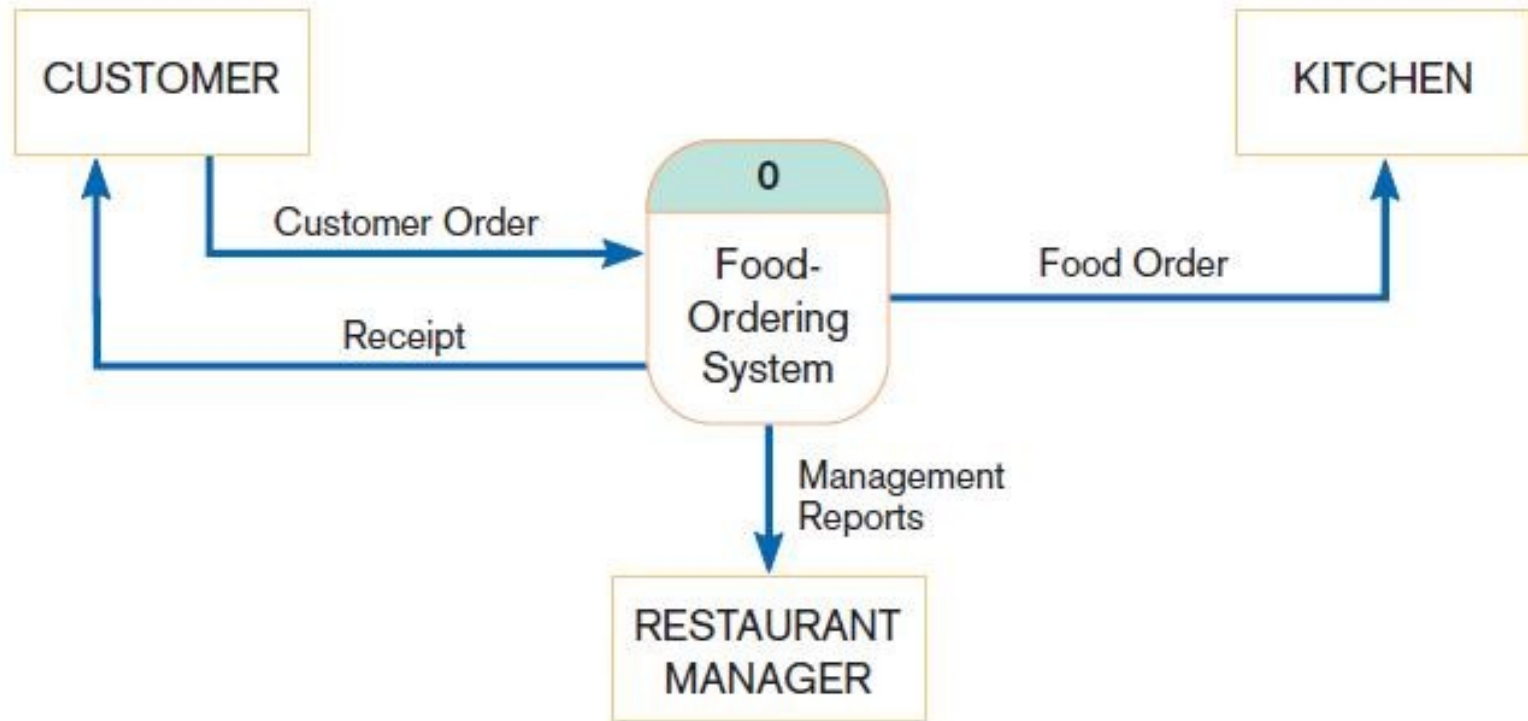 CUSTOMER
KITCHEN
0
Customer Order
Food-
Ordering
System
Food Order
Receipt
Management
Reports
RESTAURANT
MANAGER